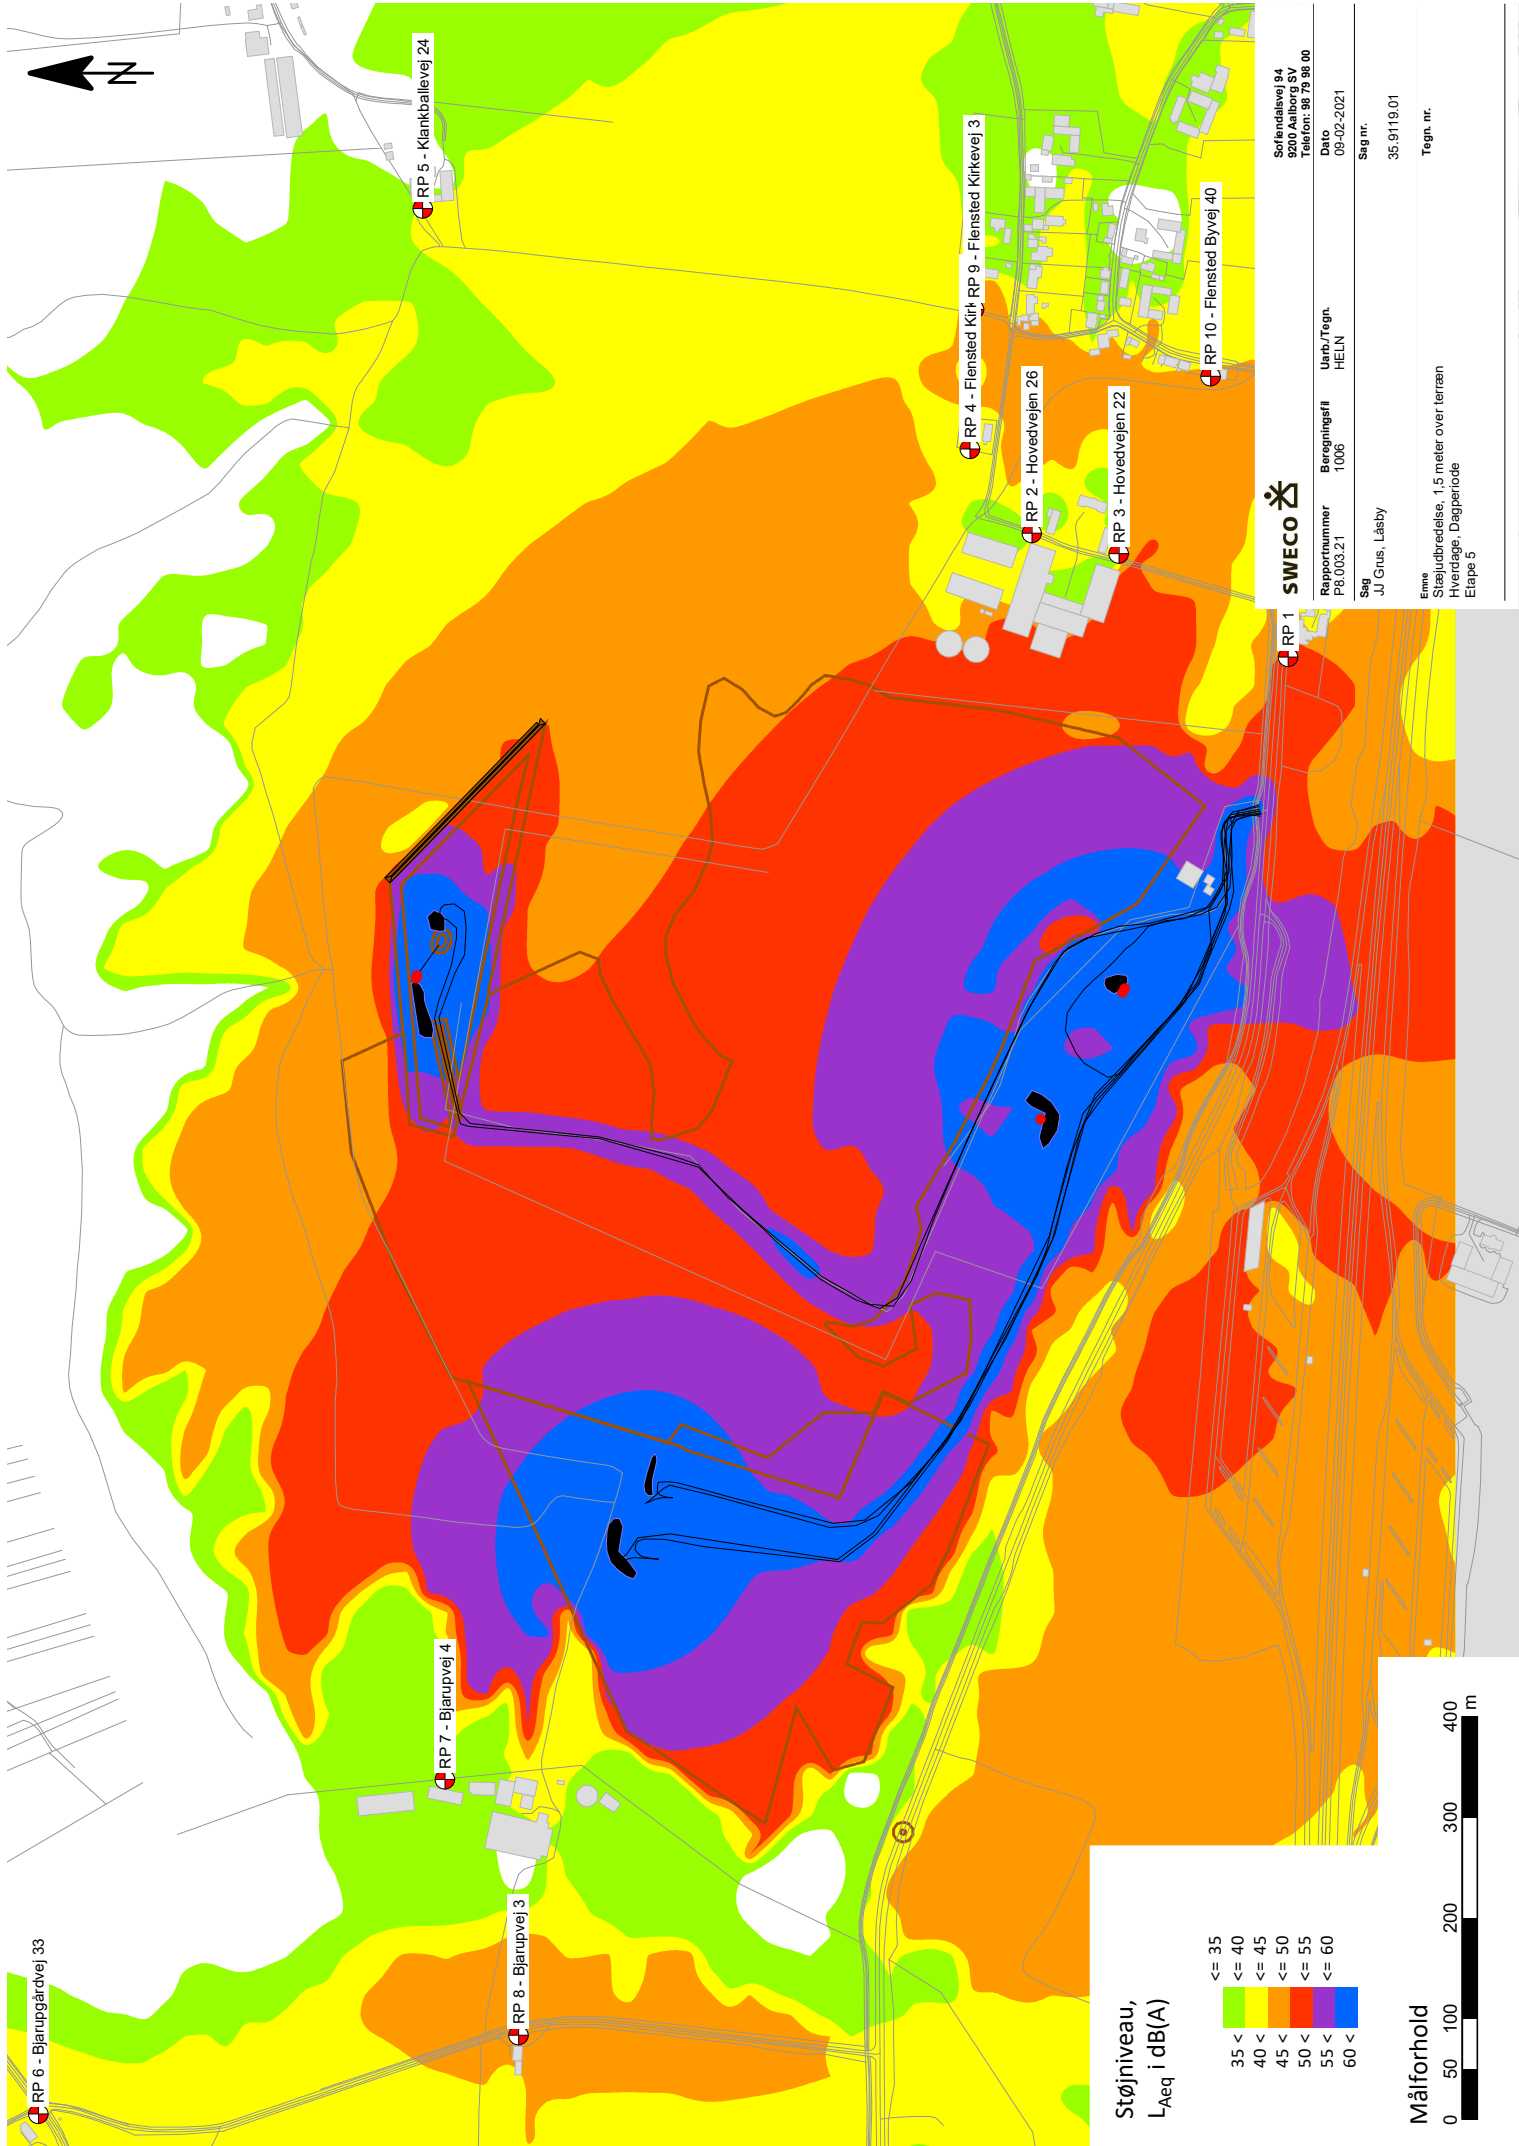 N
RP 5 - Klankballevej 24
RP 9 - Flensted Kirkevej 3
RP 4 - Flensted Kirk
RP 10 - Flensted Byvej 40
RP 2 - Hovedvejen 26
RP 3 - Hovedvejen 22
RP 1
RP 7 - Bjarupvej 4
RP 8 - Bjarupvej 3
RP 6 - Bjarupgårdvej 33
Støjniveau,
LAeq i dB(A)
<= 35
35 < <= 40
40 < <= 45
45 < <= 50
50 < <= 55
55 < <= 60
60 <
Målforhold
0 50 100 200 300 400
m
SWECO
Sofiendalsvej 94
9200 Aalborg SV
Telefon: 98 79 98 00
Rapportnummer Beregningsfil Uarb./Tegn. Dato
P8.003.21 1006 HELN 09-02-2021
Sag Sag nr.
JJ Grus, Låsby 35.9119.01
Emne Tegn. nr.
Støjudbredelse, 1,5 meter over terræn
Hverdage, Dagperiode
Etape 5